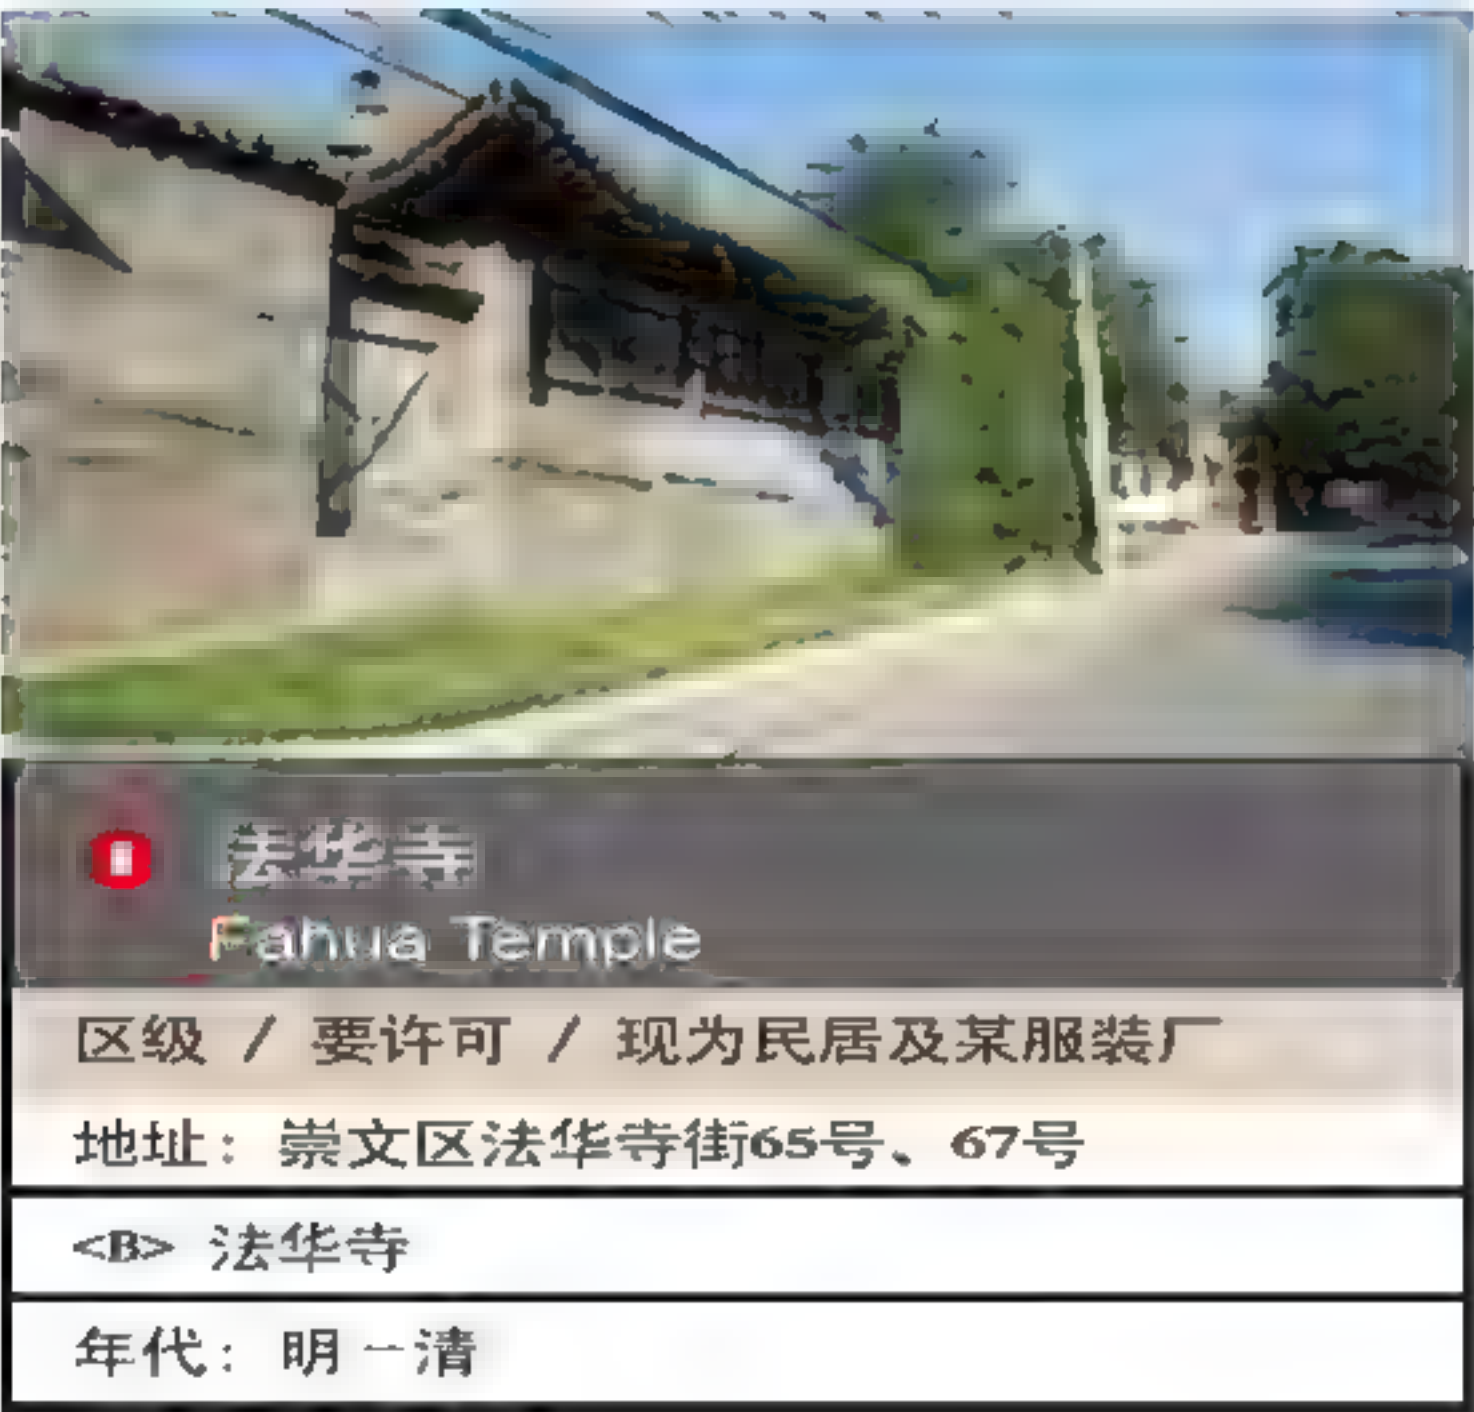 法华寺
Fahua Temple
区级 / 要许可 / 现为民居及某服装厂
地址：崇文区法华寺街65号、67号
<B> 法华寺
年代：明一清